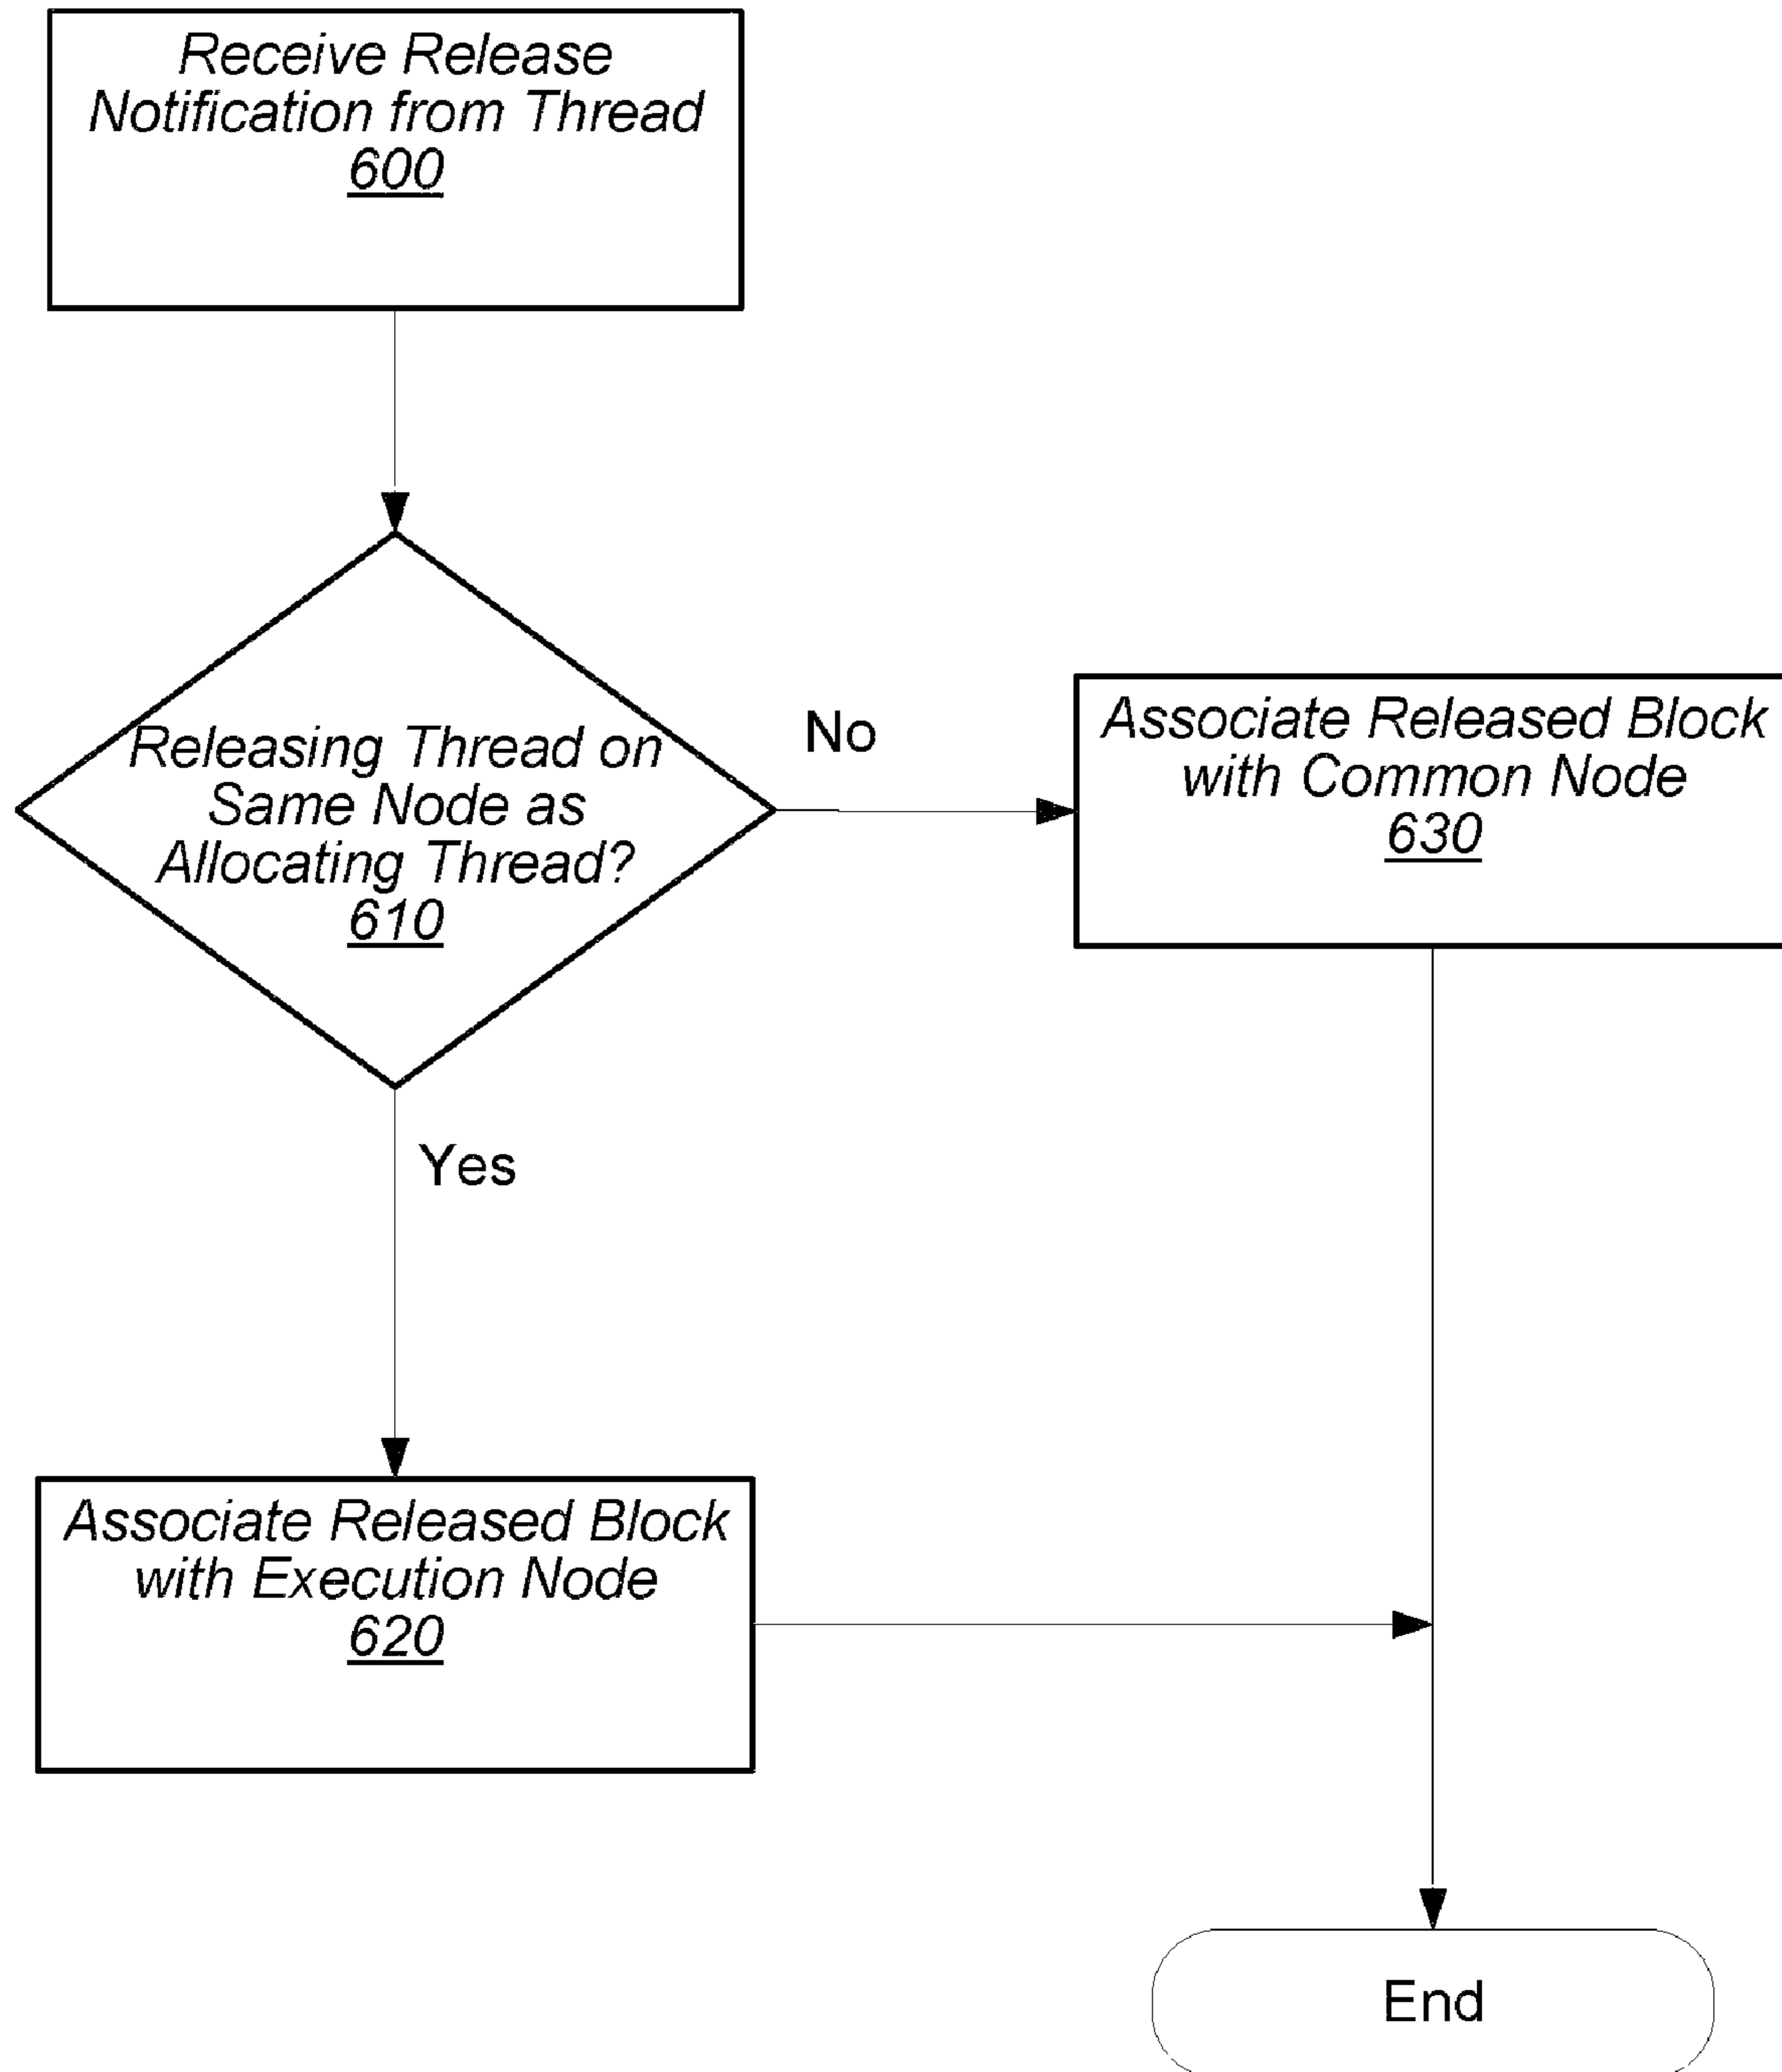 Receive Release
Notification from Thread
600
Releasing Thread on
Same Node as
Allocating Thread?
610
No
Associate Released Block
with Common Node
630
Yes
Associate Released Block
with Execution Node
620
End